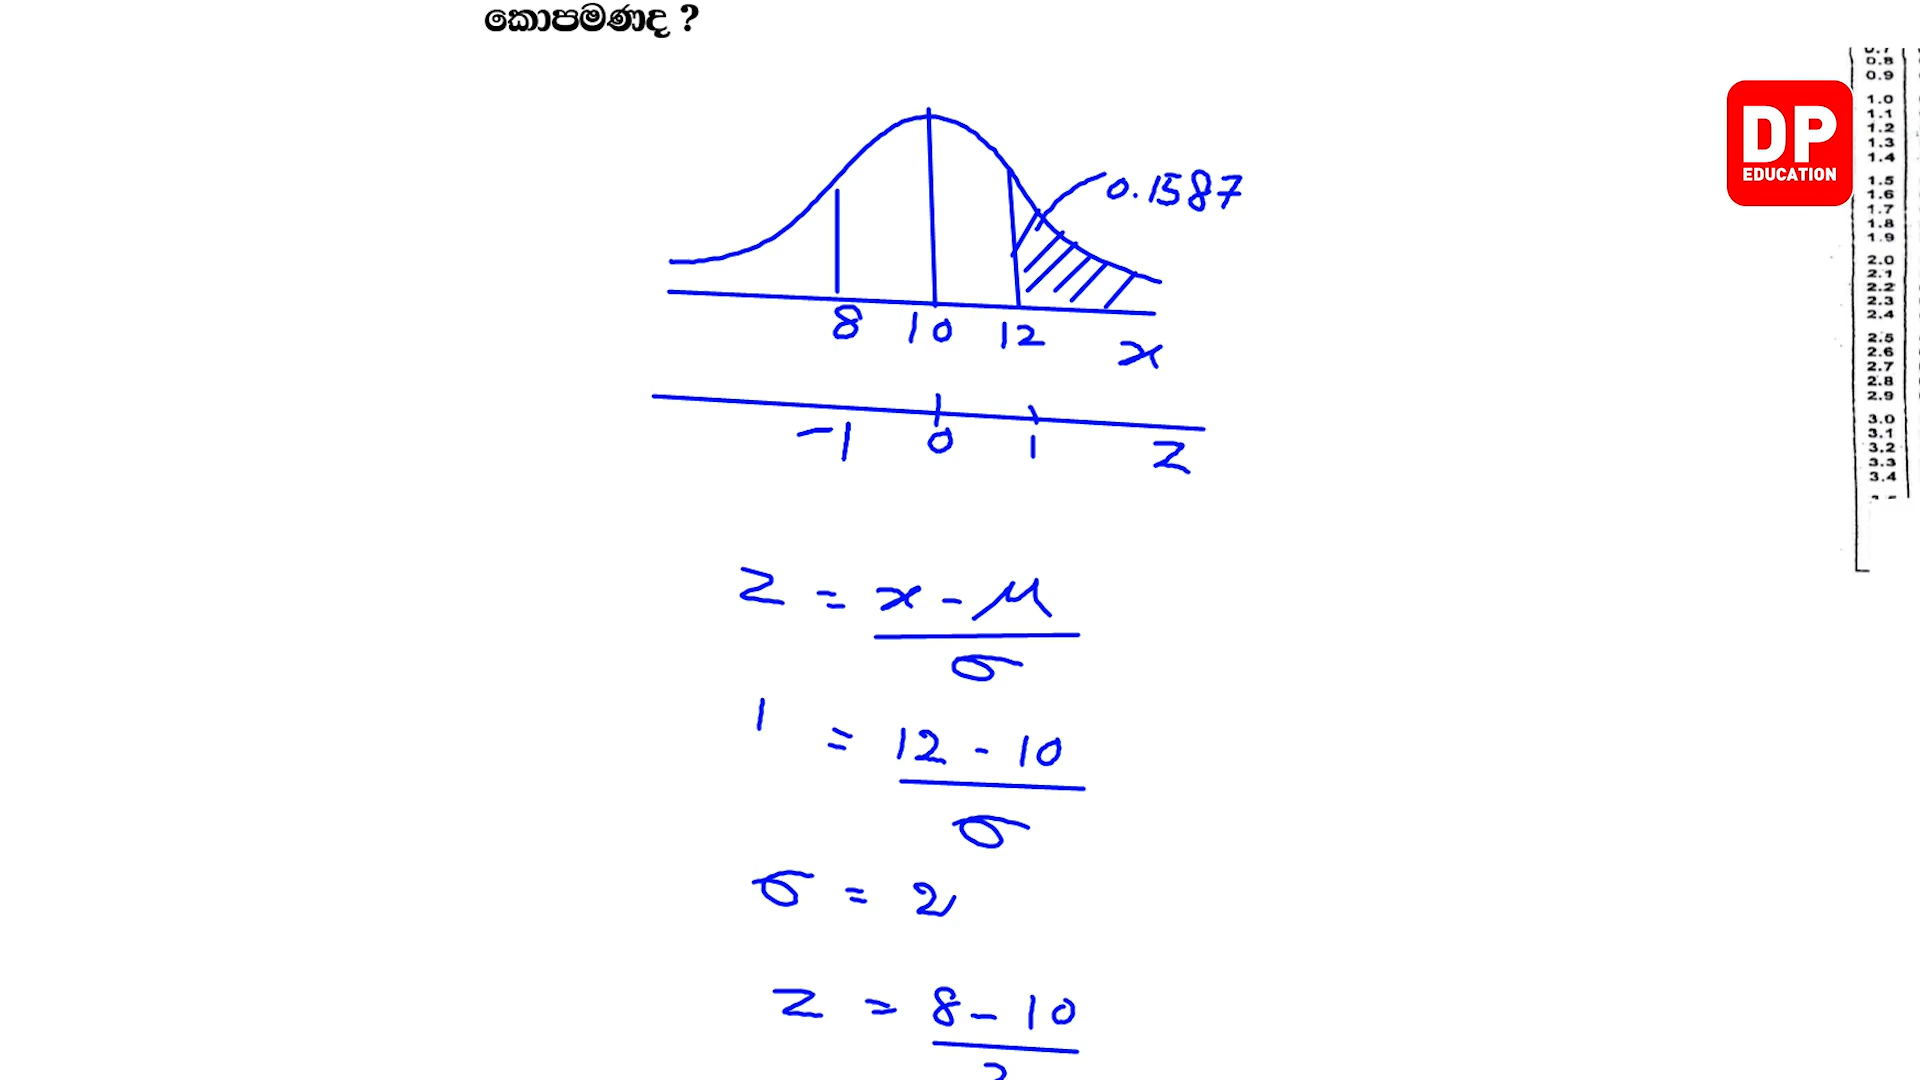 කොපමණද ?
0.1587
8 10 12 x
-1 0 1 z
z = x - μ
σ
1 = 12 - 10
σ
σ = 2
z = 8 - 10
DP
EDUCATION
0.8
0.9
1.0
1.1
1.2
1.3
1.4
1.5
1.6
1.7
1.8
1.9
2.0
2.1
2.2
2.3
2.4
2.5
2.6
2.7
2.8
2.9
3.0
3.1
3.2
3.3
3.4